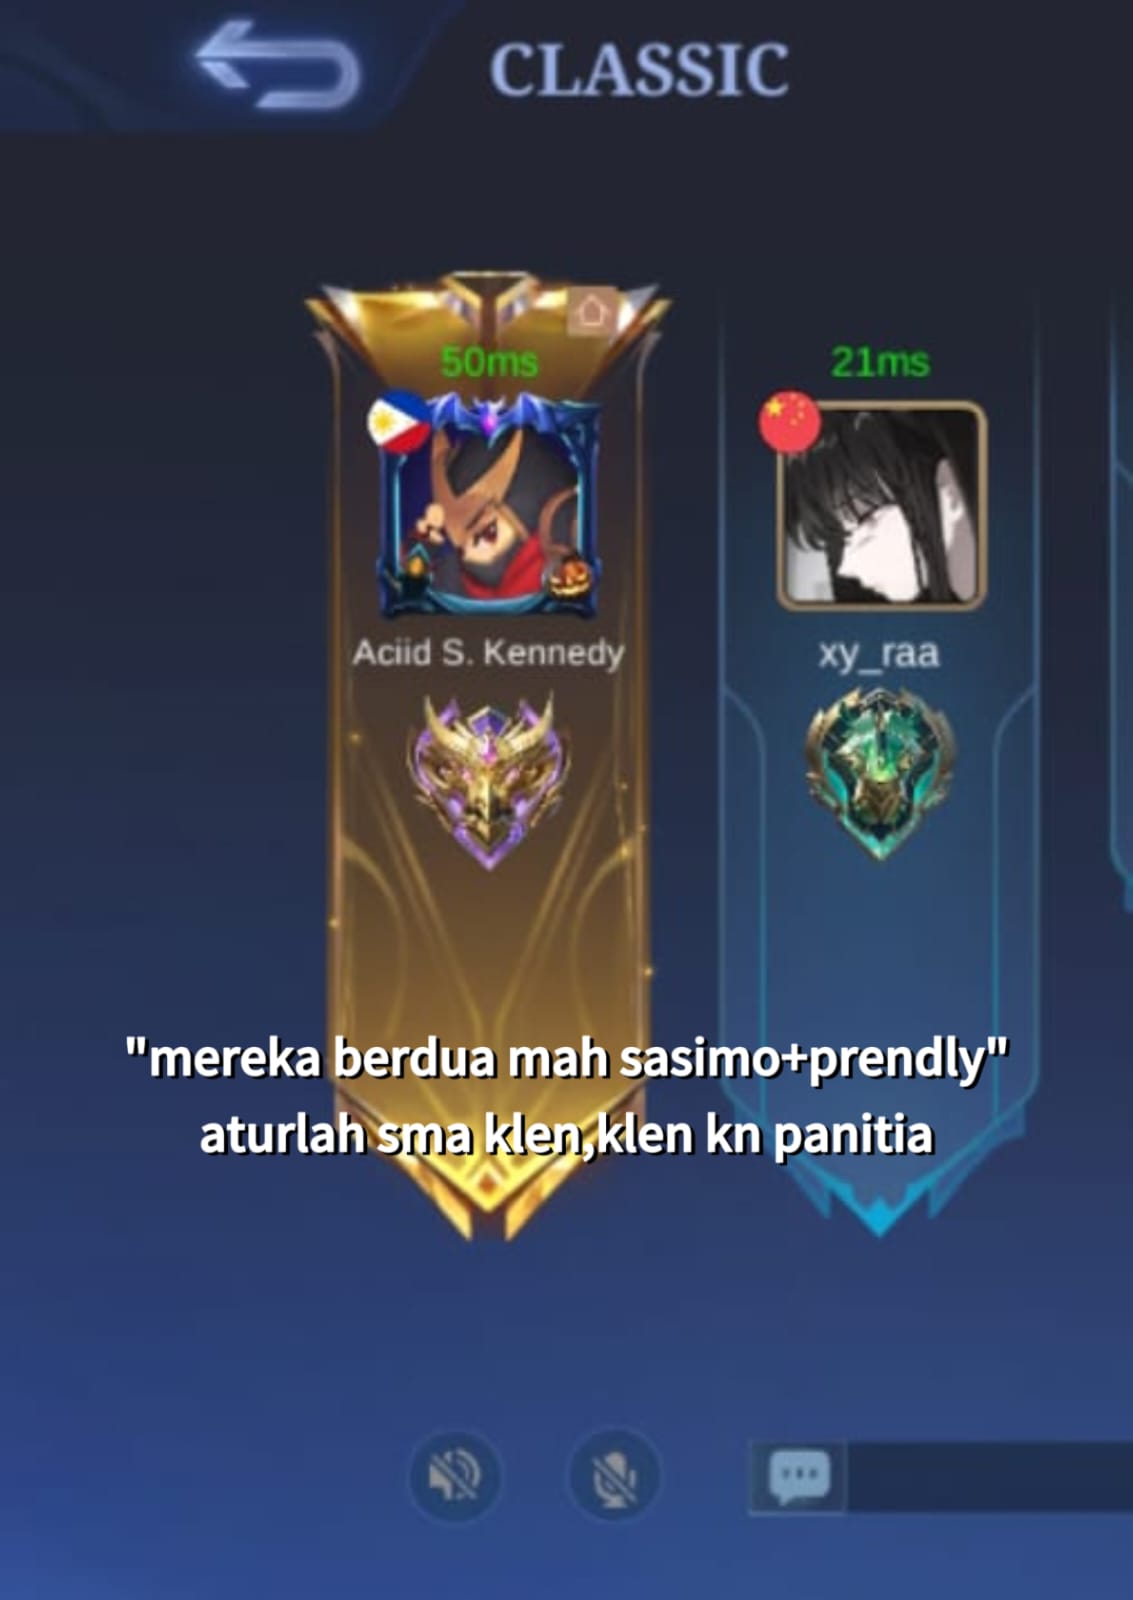 CLASSIC
50ms
21ms
Aciid S. Kennedy
xy_raa
"mereka berdua mah sasimo+prendly"
aturlah sma klen,klen kn panitia